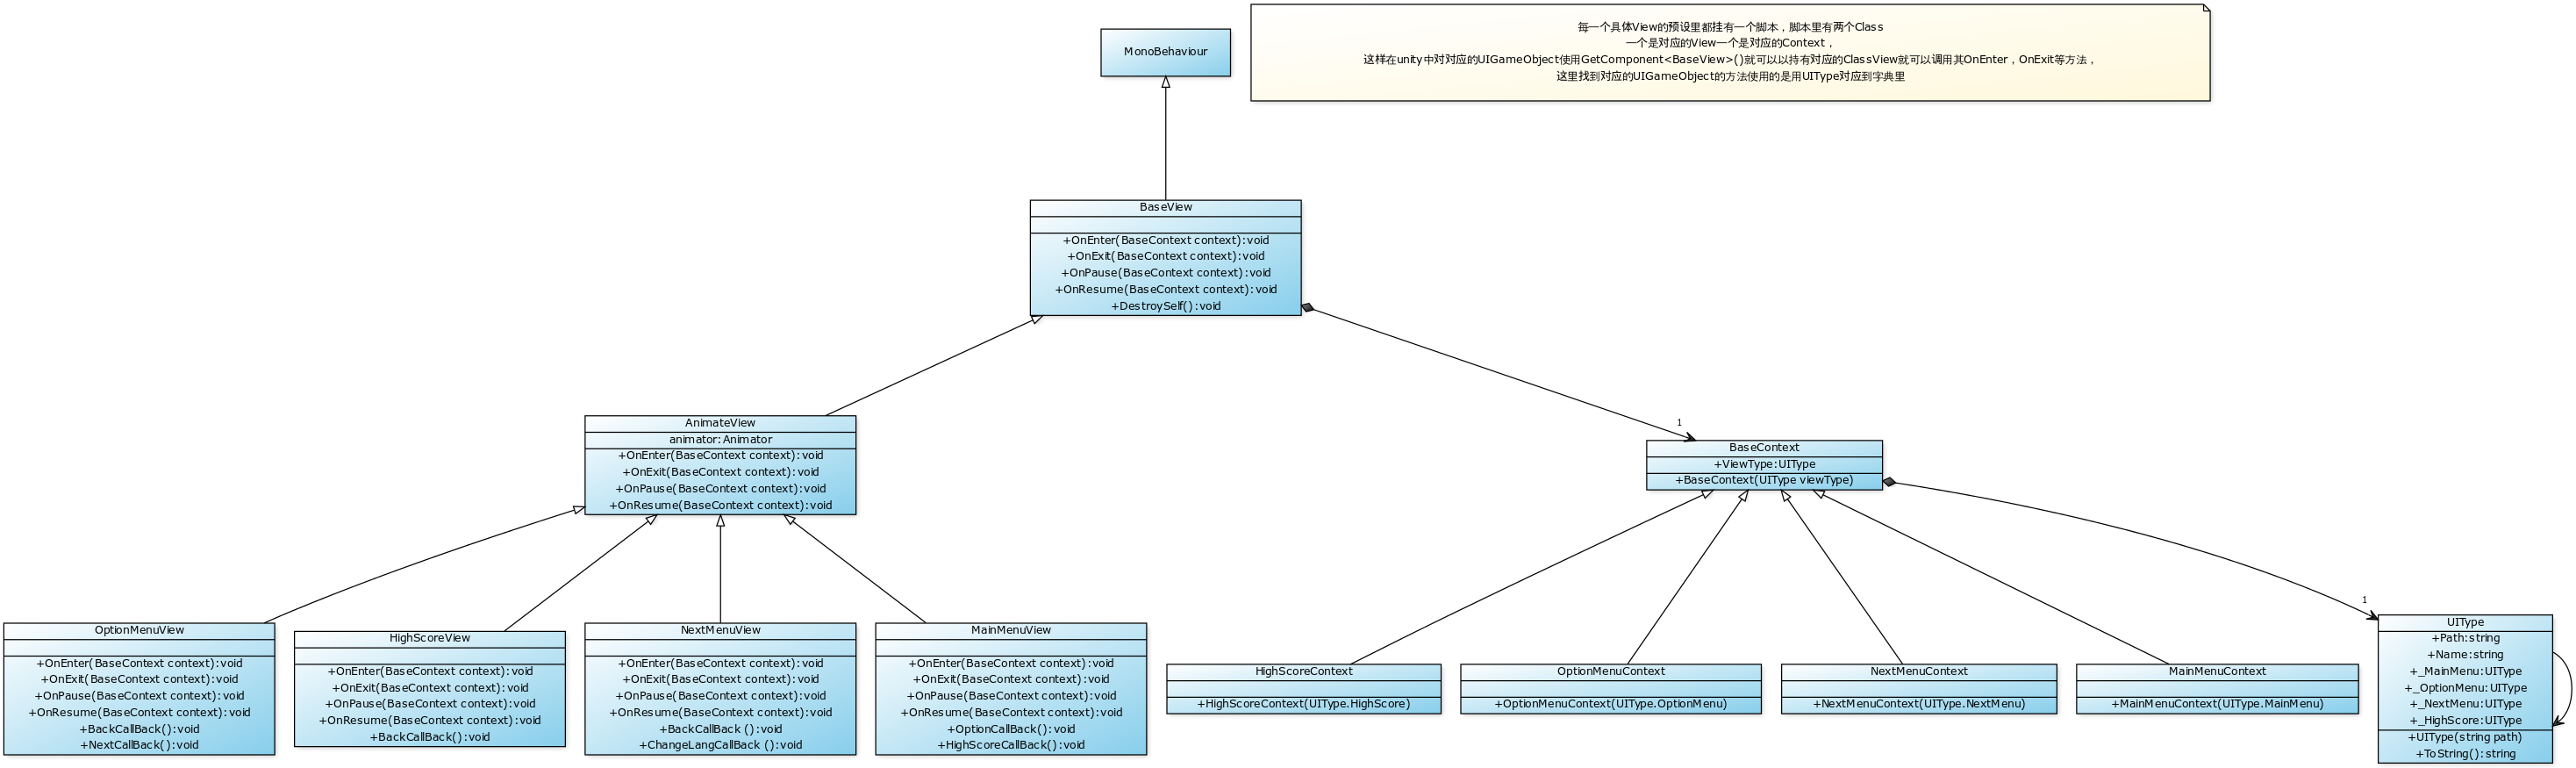 MonoBehaviour
每一个具体View的预设里都挂有一个脚本，脚本里有两个Class
一个是对应的View一个是对应的Context，
这样在unity中对对应的UIGameObject使用GetComponent<BaseView>()就可以以持有对应的ClassView就可以调用其OnEnter，OnExit等方法，
这里找到对应的UIGameObject的方法使用的是用UIType对应到字典里
BaseView
+OnEnter(BaseContext context):void
+OnExit(BaseContext context):void
+OnPause(BaseContext context):void
+OnResume(BaseContext context):void
+DestroySelf():void
AnimateView
animator:Animator
+OnEnter(BaseContext context):void
+OnExit(BaseContext context):void
+OnPause(BaseContext context):void
+OnResume(BaseContext context):void
1
BaseContext
+ViewType:UIType
+BaseContext(UIType viewType)
OptionMenuView
+OnEnter(BaseContext context):void
+OnExit(BaseContext context):void
+OnPause(BaseContext context):void
+OnResume(BaseContext context):void
+BackCallBack():void
+NextCallBack():void
HighScoreView
+OnEnter(BaseContext context):void
+OnExit(BaseContext context):void
+OnPause(BaseContext context):void
+OnResume(BaseContext context):void
+BackCallBack():void
NextMenuView
+OnEnter(BaseContext context):void
+OnExit(BaseContext context):void
+OnPause(BaseContext context):void
+OnResume(BaseContext context):void
+BackCallBack ():void
+ChangeLangCallBack ():void
MainMenuView
+OnEnter(BaseContext context):void
+OnExit(BaseContext context):void
+OnPause(BaseContext context):void
+OnResume(BaseContext context):void
+OptionCallBack():void
+HighScoreCallBack():void
HighScoreContext
+HighScoreContext(UIType.HighScore)
OptionMenuContext
+OptionMenuContext(UIType.OptionMenu)
NextMenuContext
+NextMenuContext(UIType.NextMenu)
MainMenuContext
+MainMenuContext(UIType.MainMenu)
1
UIType
+Path:string
+Name:string
+_MainMenu:UIType
+_OptionMenu:UIType
+_NextMenu:UIType
+_HighScore:UIType
+UIType(string path)
+ToString():string